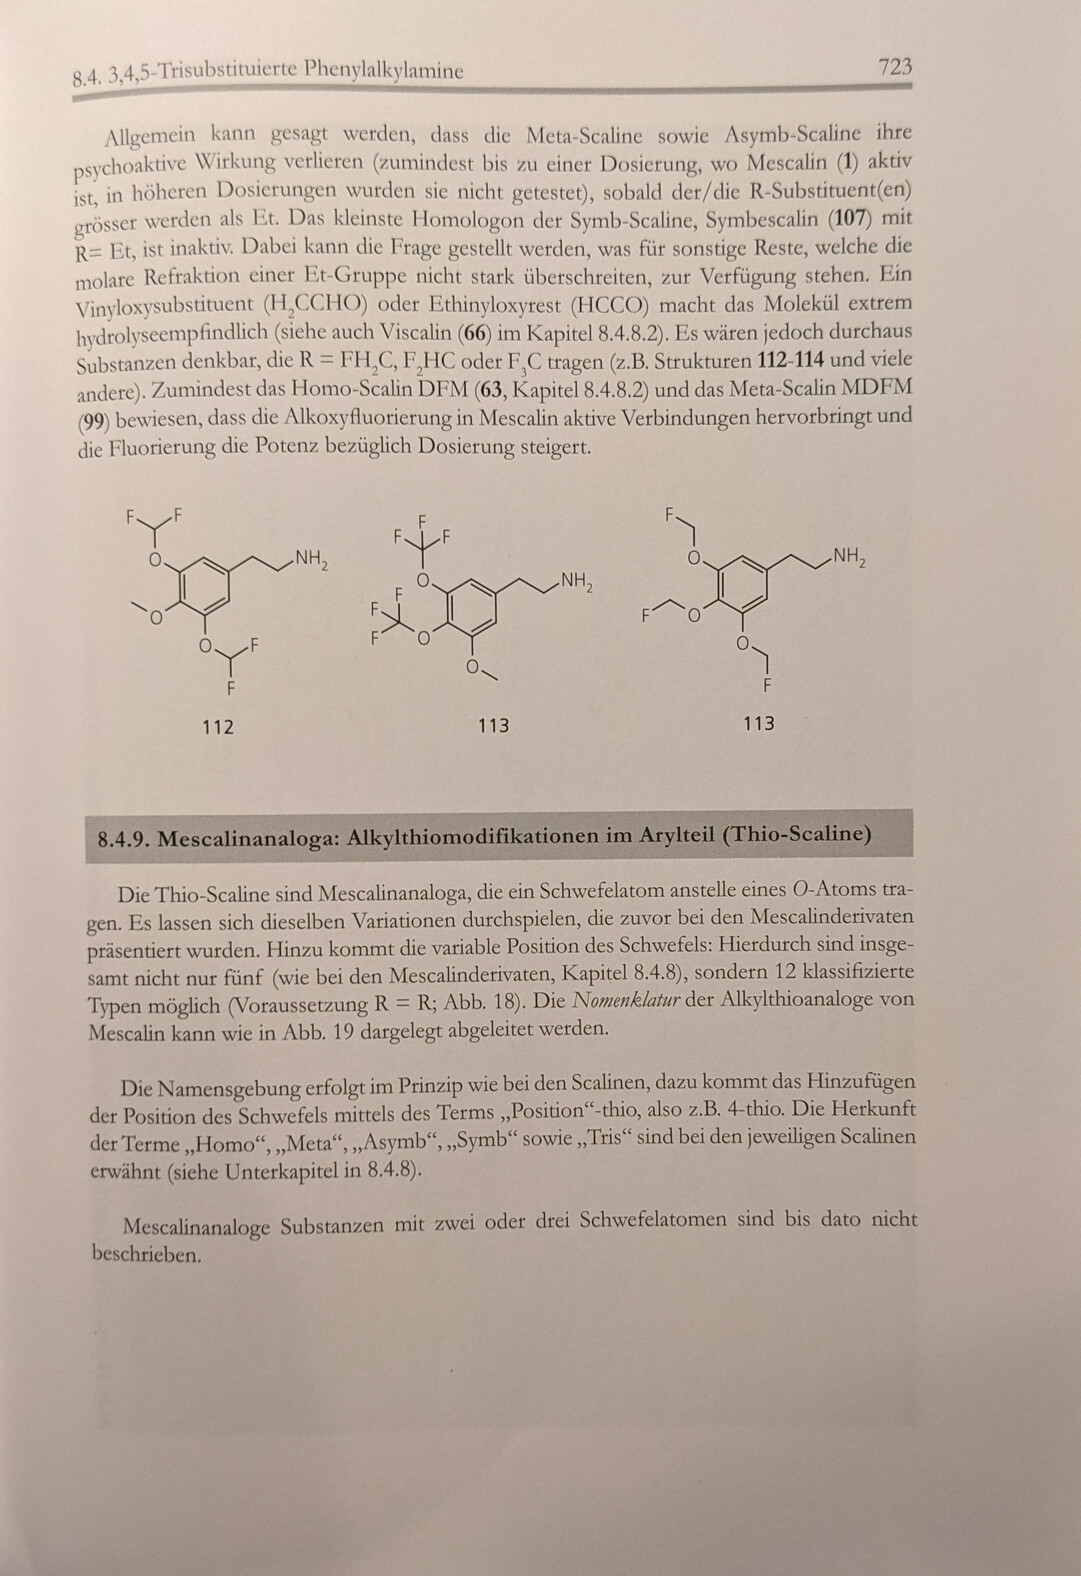 8.4. 3,4,5-Trisubstituierte Phenylalkylamine 723
Allgemein kann gesagt werden, dass die Meta-Scaline sowie Asymb-Scaline ihre
psychoaktive Wirkung verlieren (zumindest bis zu einer Dosierung, wo Mescalin (1) aktiv
ist, in höheren Dosierungen wurden sie nicht getestet), sobald der/die R-Substituent(en)
grösser werden als Et. Das kleinste Homologon der Symb-Scaline, Symbescalin (107) mit
R= Et, ist inaktiv. Dabei kann die Frage gestellt werden, was für sonstige Reste, welche die
molare Refraktion einer Et-Gruppe nicht stark überschreiten, zur Verfügung stehen. Ein
Vinyloxysubstituent (H₂CCHO) oder Ethinyloxyrest (HCCO) macht das Molekül extrem
hydrolyseempfindlich (siehe auch Viscalin (66) im Kapitel 8.4.8.2). Es wären jedoch durchaus
Substanzen denkbar, die R = FH₂C, F₂HC oder F₃C tragen (z.B. Strukturen 112-114 und viele
andere). Zumindest das Homo-Scalin DFM (63, Kapitel 8.4.8.2) und das Meta-Scalin MDFM
(99) bewiesen, dass die Alkoxyfluorierung in Mescalin aktive Verbindungen hervorbringt und
die Fluorierung die Potenz bezüglich Dosierung steigert.
F F O NH₂ O O F F
112
F F F O NH₂ F F F O O
113
F O NH₂ F O O F
113
8.4.9. Mescalinanaloga: Alkylthiomodifikationen im Arylteil (Thio-Scaline)
Die Thio-Scaline sind Mescalinanaloga, die ein Schwefelatom anstelle eines O-Atoms tra-
gen. Es lassen sich dieselben Variationen durchspielen, die zuvor bei den Mescalinderivaten
präsentiert wurden. Hinzu kommt die variable Position des Schwefels: Hierdurch sind insge-
samt nicht nur fünf (wie bei den Mescalinderivaten, Kapitel 8.4.8), sondern 12 klassifizierte
Typen möglich (Voraussetzung R = R; Abb. 18). Die Nomenklatur der Alkylthioanaloge von
Mescalin kann wie in Abb. 19 dargelegt abgeleitet werden.
Die Namensgebung erfolgt im Prinzip wie bei den Scalinen, dazu kommt das Hinzufügen
der Position des Schwefels mittels des Terms „Position“-thio, also z.B. 4-thio. Die Herkunft
der Terme „Homo“, „Meta“, „Asymb“, „Symb“ sowie „Tris“ sind bei den jeweiligen Scalinen
erwähnt (siehe Unterkapitel in 8.4.8).
Mescalinanaloge Substanzen mit zwei oder drei Schwefelatomen sind bis dato nicht
beschrieben.